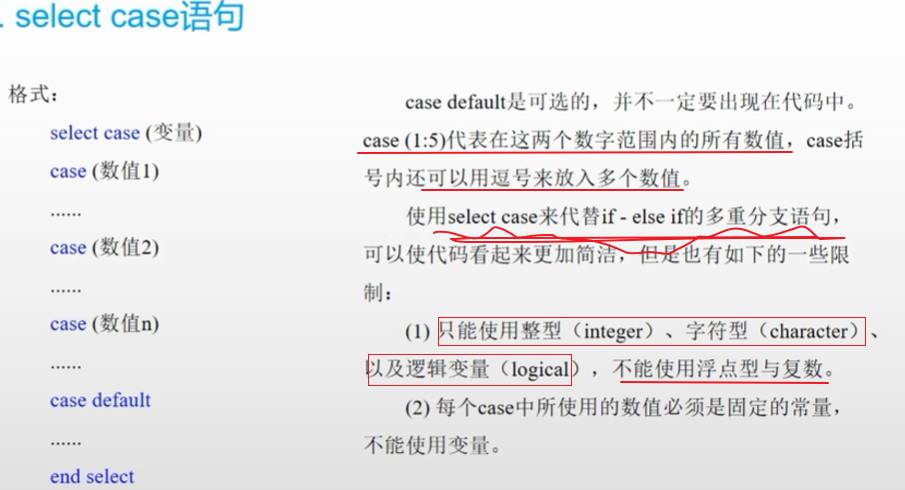 . select case语句
格式：
select case (变量)
case (数值1)
......
case (数值2)
......
case (数值n)
......
case default
......
end select
case default是可选的，并不一定要出现在代码中。
case (1:5)代表在这两个数字范围内的所有数值，case括
号内还可以用逗号来放入多个数值。
使用select case来代替if - else if的多重分支语句，
可以使代码看起来更加简洁，但是也有如下的一些限
制：
(1) 只能使用整型（integer）、字符型（character）、
以及逻辑变量（logical），不能使用浮点型与复数。
(2) 每个case中所使用的数值必须是固定的常量，
不能使用变量。